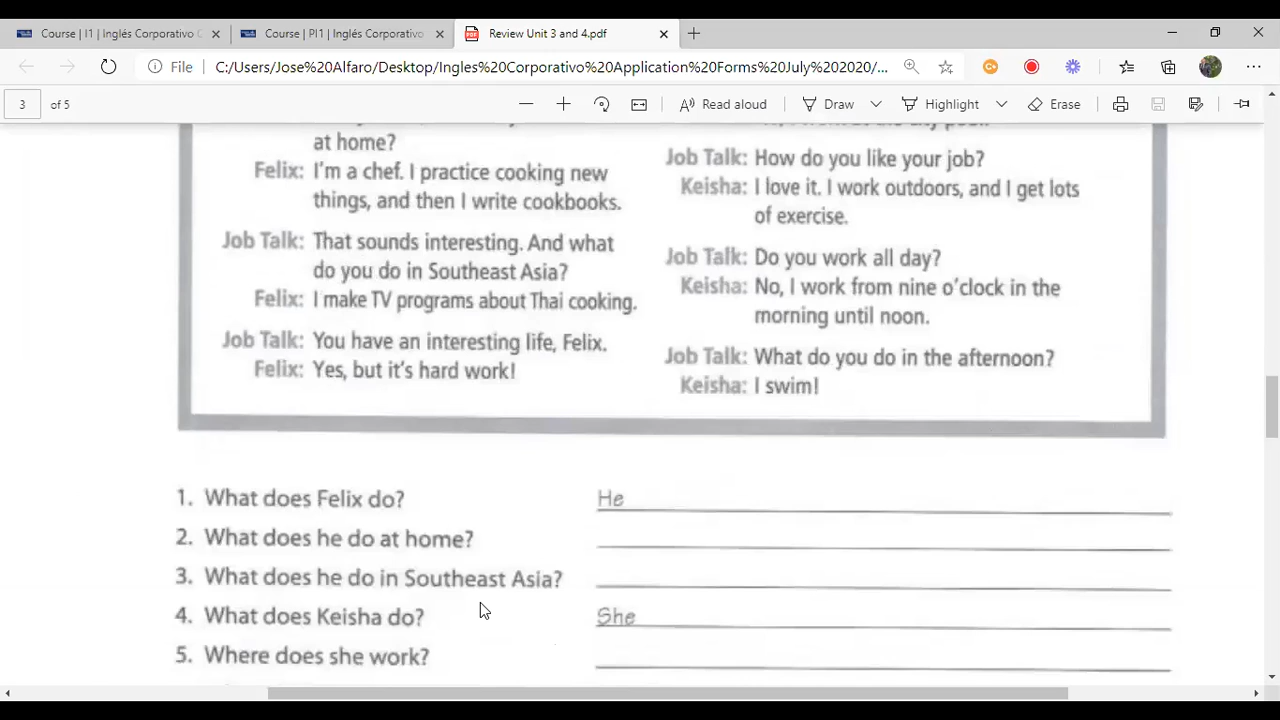 Course | I1 | Inglés Corporativo C
Course | PI1 | Inglés Corporativo
Review Unit 3 and 4.pdf
File
C:/Users/Jose%20Alfaro/Desktop/Ingles%20Corporativo%20Application%20Forms%20July%202020/...
3 of 5
Read aloud
Draw
Highlight
Erase
at home?
Felix: I'm a chef. I practice cooking new
things, and then I write cookbooks.
Job Talk: That sounds interesting. And what
do you do in Southeast Asia?
Felix: I make TV programs about Thai cooking.
Job Talk: You have an interesting life, Felix.
Felix: Yes, but it's hard work!
Job Talk: How do you like your job?
Keisha: I love it. I work outdoors, and I get lots
of exercise.
Job Talk: Do you work all day?
Keisha: No, I work from nine o'clock in the
morning until noon.
Job Talk: What do you do in the afternoon?
Keisha: I swim!
1. What does Felix do? He
2. What does he do at home?
3. What does he do in Southeast Asia?
4. What does Keisha do? She
5. Where does she work?